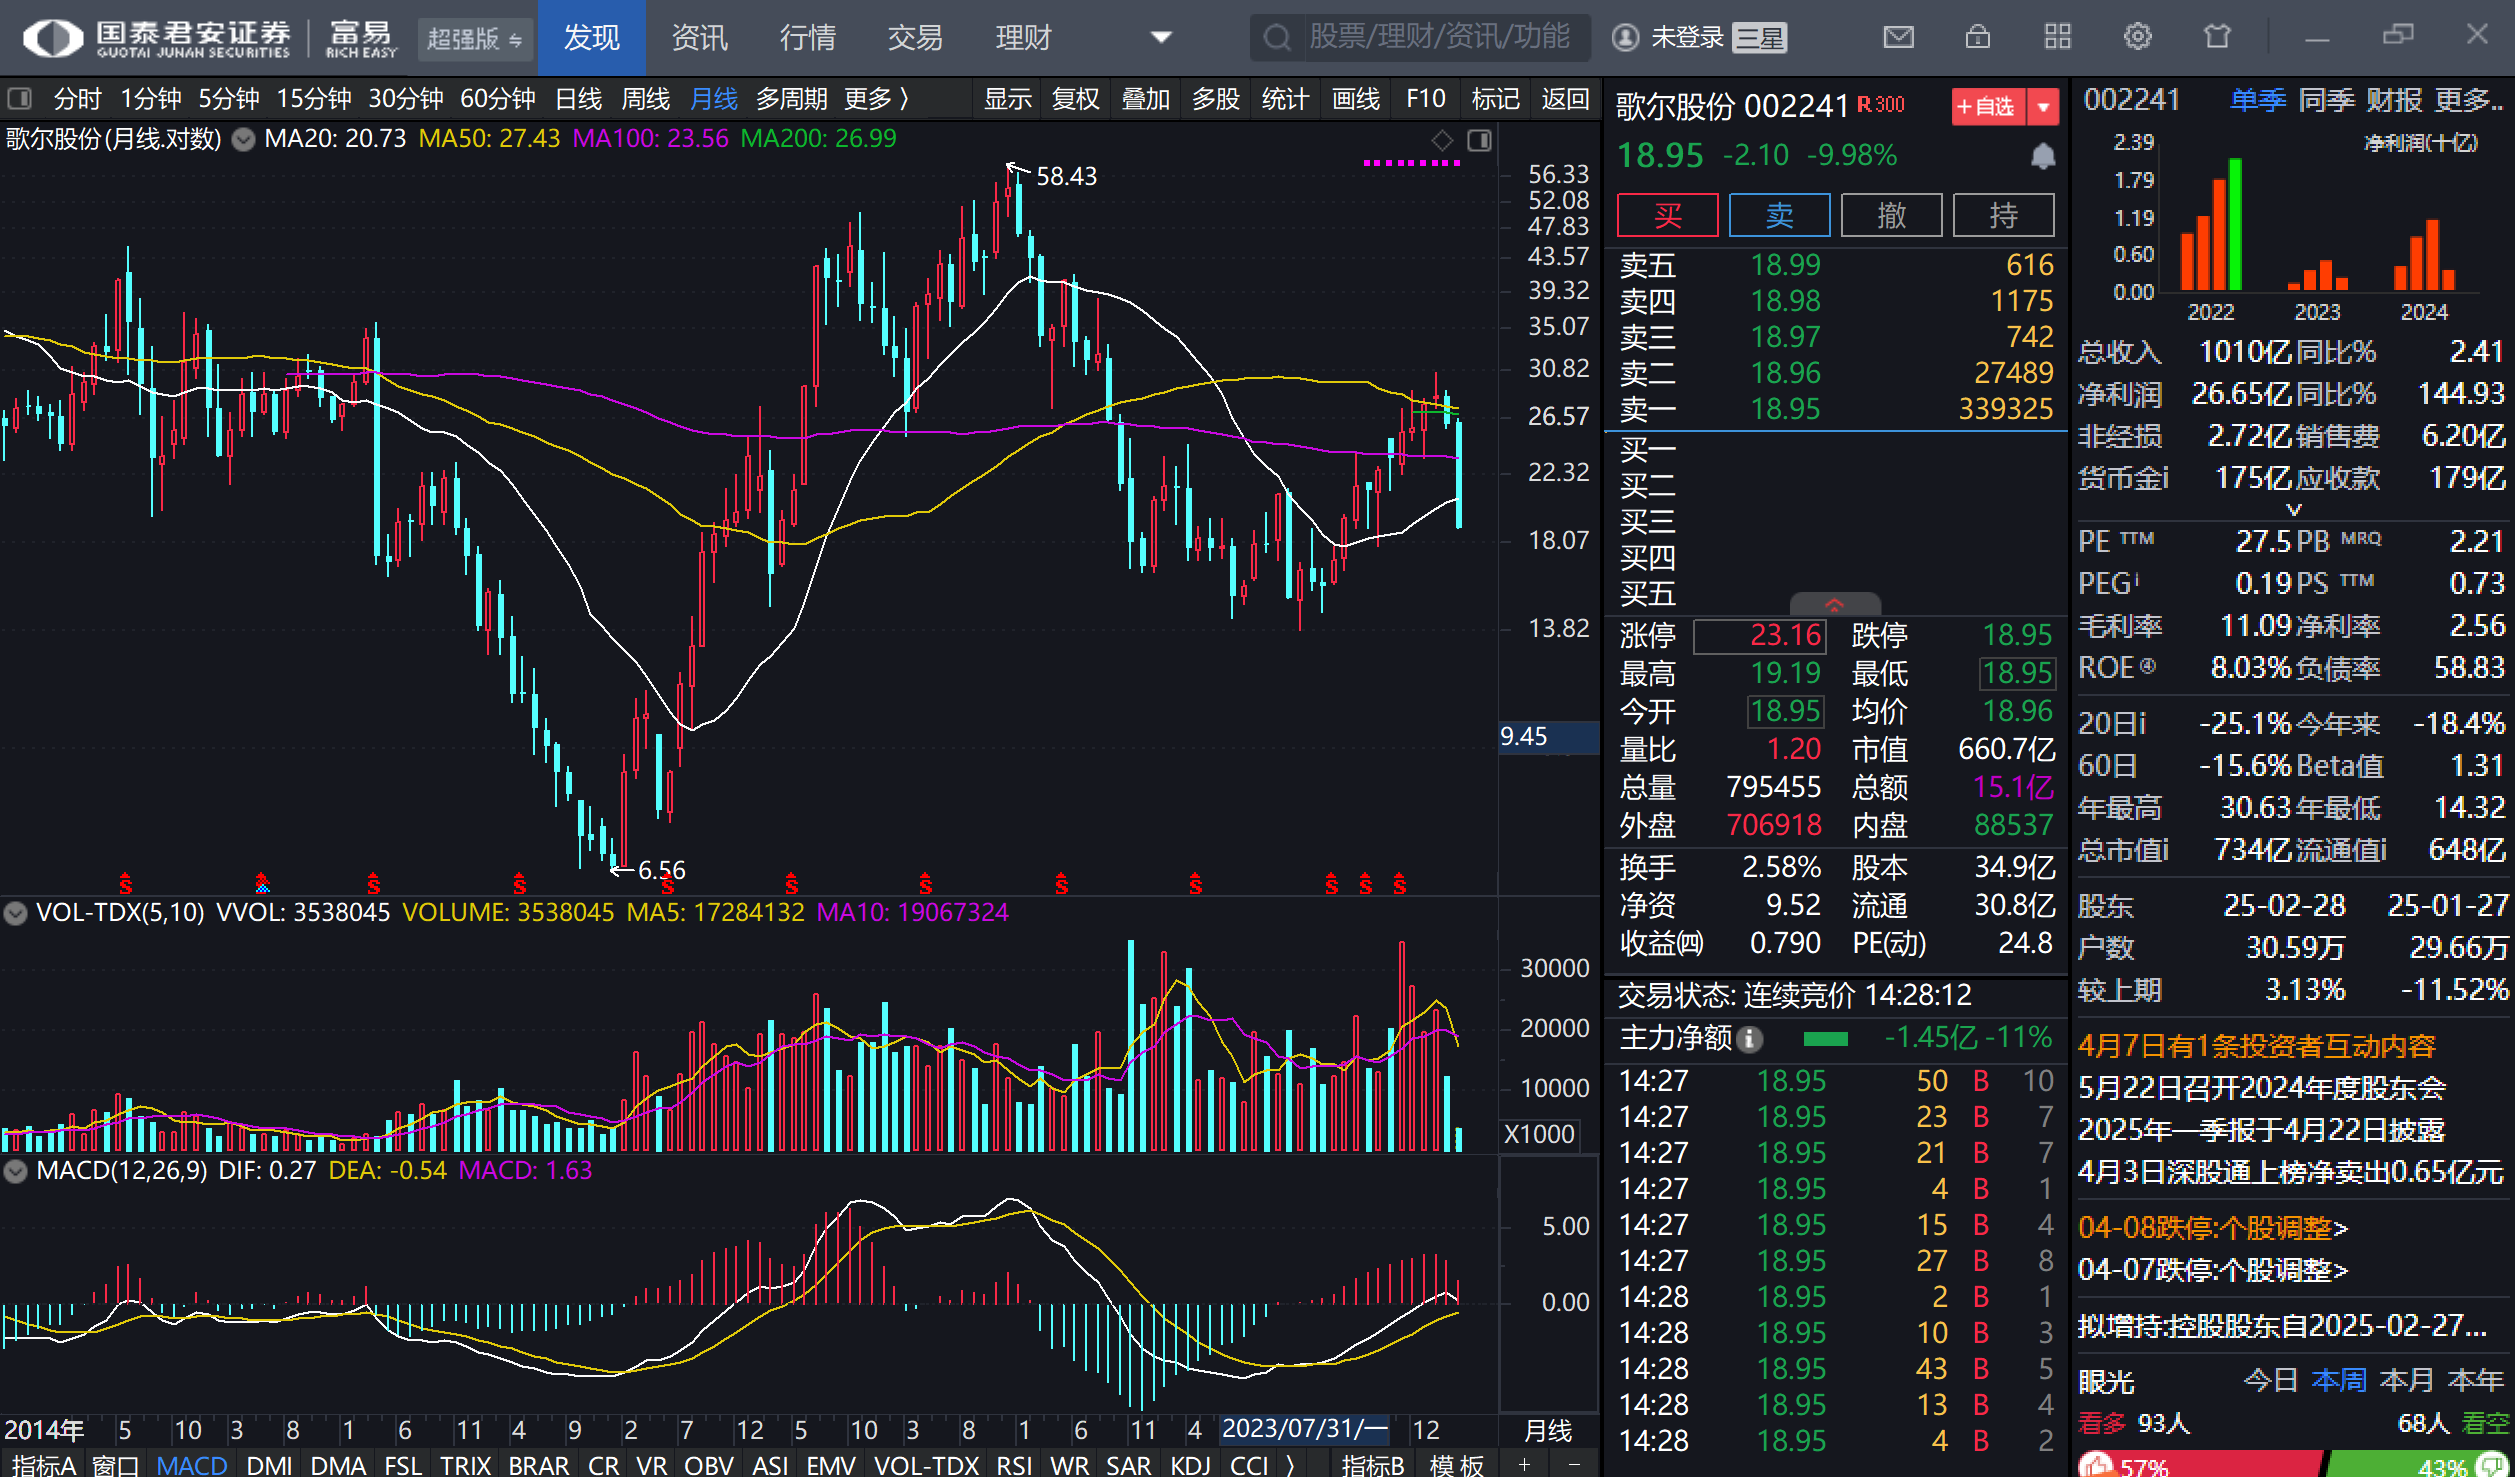 国泰君安证券 GUOTAI JUNAN SECURITIES 富易 RICH EASY 超强版 发现 资讯 行情 交易 理财 股票/理财/资讯/功能 未登录 三星
分时 1分钟 5分钟 15分钟 30分钟 60分钟 日线 周线 月线 多周期 更多 〉 显示 复权 叠加 多股 统计 画线 F10 标记 返回
歌尔股份(月线.对数) MA20: 20.73 MA50: 27.43 MA100: 23.56 MA200: 26.99
58.43
6.56
56.33
52.08
47.83
43.57
39.32
35.07
30.82
26.57
22.32
18.07
13.82
9.45
VOL-TDX(5,10) VVOL: 3538045 VOLUME: 3538045 MA5: 17284132 MA10: 19067324
30000
20000
10000
X1000
MACD(12,26,9) DIF: 0.27 DEA: -0.54 MACD: 1.63
5.00
0.00
2014年 5 10 3 8 1 6 11 4 9 2 7 12 5 10 3 8 1 6 11 4 2023/07/31/一 12 月线
指标A 窗口 MACD DMI DMA FSL TRIX BRAR CR VR OBV ASI EMV VOL-TDX RSI WR SAR KDJ CCI 〉 指标B 模板 + −
歌尔股份 002241 R 300 +自选
18.95 -2.10 -9.98%
买 卖 撤 持
卖五 18.99 616
卖四 18.98 1175
卖三 18.97 742
卖二 18.96 27489
卖一 18.95 339325
买一
买二
买三
买四
买五
涨停 23.16 跌停 18.95
最高 19.19 最低 18.95
今开 18.95 均价 18.96
量比 1.20 市值 660.7亿
总量 795455 总额 15.1亿
外盘 706918 内盘 88537
换手 2.58% 股本 34.9亿
净资 9.52 流通 30.8亿
收益㈣ 0.790 PE(动) 24.8
交易状态: 连续竞价 14:28:12
主力净额 -1.45亿 -11%
14:27 18.95 50 B 10
14:27 18.95 23 B 7
14:27 18.95 21 B 7
14:27 18.95 4 B 1
14:27 18.95 15 B 4
14:27 18.95 27 B 8
14:28 18.95 2 B 1
14:28 18.95 10 B 3
14:28 18.95 43 B 5
14:28 18.95 13 B 4
14:28 18.95 4 B 2
002241 单季 同季 财报 更多..
净利润(十亿)
2.39
1.79
1.19
0.60
0.00
2022 2023 2024
总收入 1010亿 同比% 2.41
净利润 26.65亿 同比% 144.93
非经损 2.72亿 销售费 6.20亿
货币金i 175亿 应收款 179亿
PE TTM 27.5 PB MRQ 2.21
PEG i 0.19 PS TTM 0.73
毛利率 11.09 净利率 2.56
ROE④ 8.03% 负债率 58.83
20日i -25.1% 今年来 -18.4%
60日 -15.6% Beta值 1.31
年最高 30.63 年最低 14.32
总市值i 734亿 流通值i 648亿
股东 25-02-28 25-01-27
户数 30.59万 29.66万
较上期 3.13% -11.52%
4月7日有1条投资者互动内容
5月22日召开2024年度股东会
2025年一季报于4月22日披露
4月3日深股通上榜净卖出0.65亿元
04-08跌停:个股调整>
04-07跌停:个股调整>
拟增持:控股股东自2025-02-27...
眼光 今日 本周 本月 本年
看多 93人 68人 看空
57% 43%